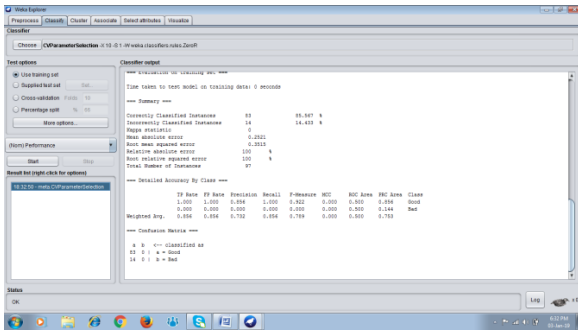 Weka Explorer
Preprocess Classify Cluster Associate Select attributes Visualize
Classifier
Choose CVParameterSelection -X 10 -S 1 -W weka.classifiers.rules.ZeroR
Test options
Use training set
Supplied test set Set...
Cross-validation Folds 10
Percentage split % 66
More options...
(Nom) Performance
Start Stop
Result list (right-click for options)
16:32:50 - meta.CVParameterSelection
Classifier output
=== Evaluation on training set ===
Time taken to test model on training data: 0 seconds
=== Summary ===
Correctly Classified Instances 83 85.567 %
Incorrectly Classified Instances 14 14.433 %
Kappa statistic 0
Mean absolute error 0.2521
Root mean squared error 0.3515
Relative absolute error 100 %
Root relative squared error 100 %
Total Number of Instances 97
=== Detailed Accuracy By Class ===
TP Rate FP Rate Precision Recall F-Measure MCC ROC Area PRC Area Class
1.000 1.000 0.856 1.000 0.922 0.000 0.500 0.856 Good
0.000 0.000 0.000 0.000 0.000 0.000 0.500 0.144 Bad
Weighted Avg. 0.856 0.856 0.732 0.856 0.789 0.000 0.500 0.753
=== Confusion Matrix ===
a b <-- classified as
83 0 | a = Good
14 0 | b = Bad
Status
OK
Log
x 0
6:32 PM